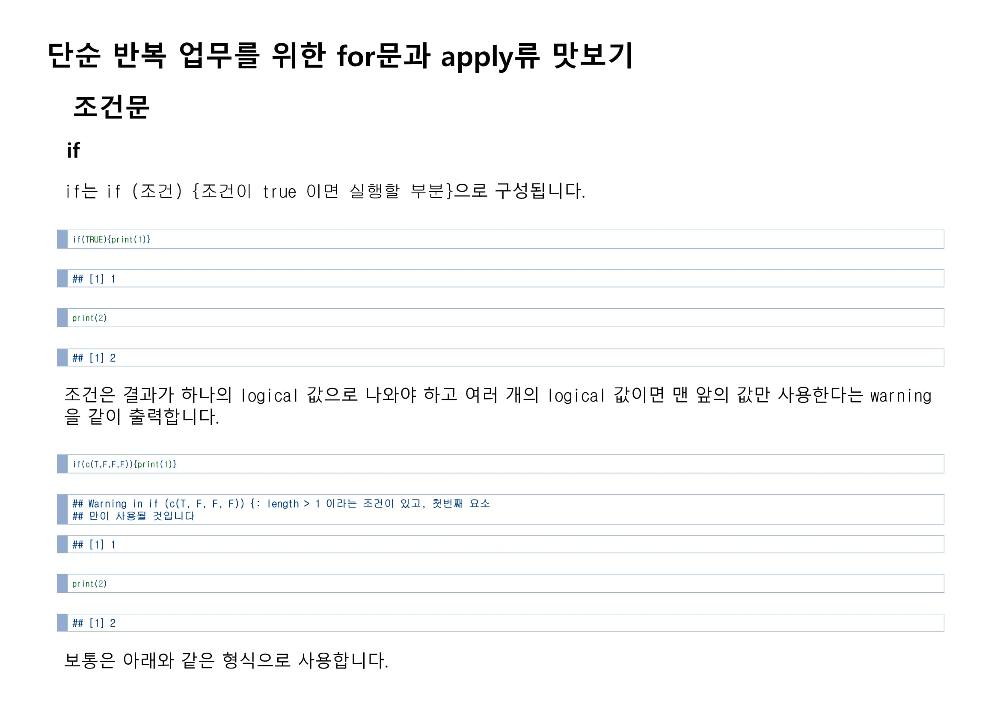 단순 반복 업무를 위한 for문과 apply류 맛보기
조건문
if
if는 if (조건) {조건이 true 이면 실행할 부분}으로 구성됩니다.
if(TRUE){print(1)}
## [1] 1
print(2)
## [1] 2
조건은 결과가 하나의 logical 값으로 나와야 하고 여러 개의 logical 값이면 맨 앞의 값만 사용한다는 warning
을 같이 출력합니다.
if(c(T,F,F,F)){print(1)}
## Warning in if (c(T, F, F, F)) {: length > 1 이라는 조건이 있고, 첫번째 요소
## 만이 사용될 것입니다
## [1] 1
print(2)
## [1] 2
보통은 아래와 같은 형식으로 사용합니다.